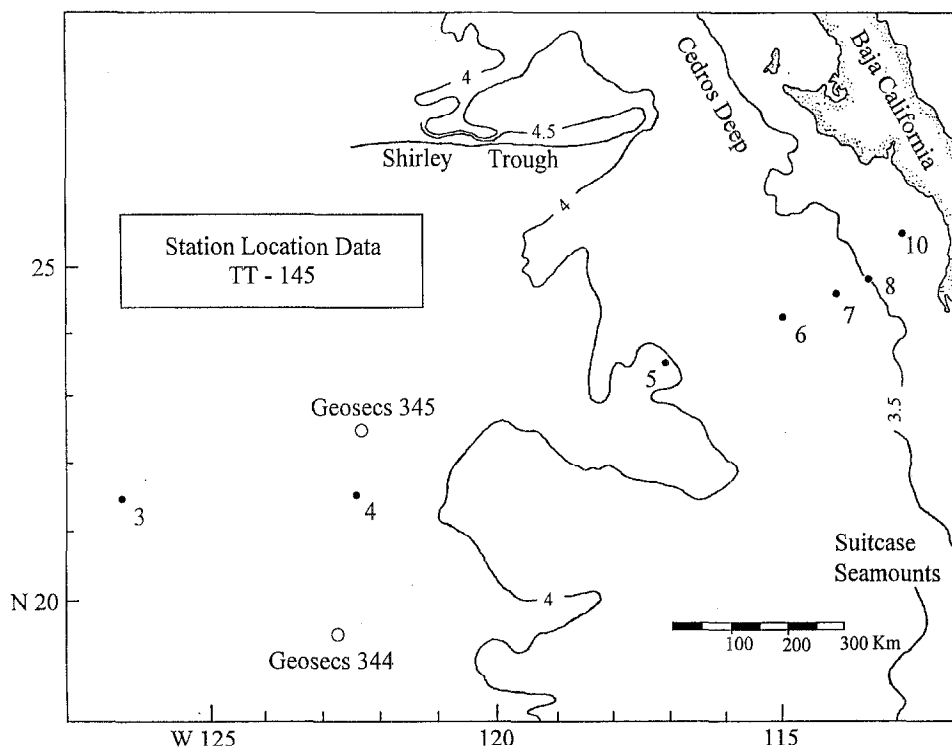 4
Cedros Deep
Baja California
4.5
Shirley Trough
4
Station Location Data
TT - 145
25
10
8
7
6
5
Geosecs 345
3.5
3
4
Suitcase
Seamounts
N 20
4
100 200 300 Km
Geosecs 344
W 125 120 115